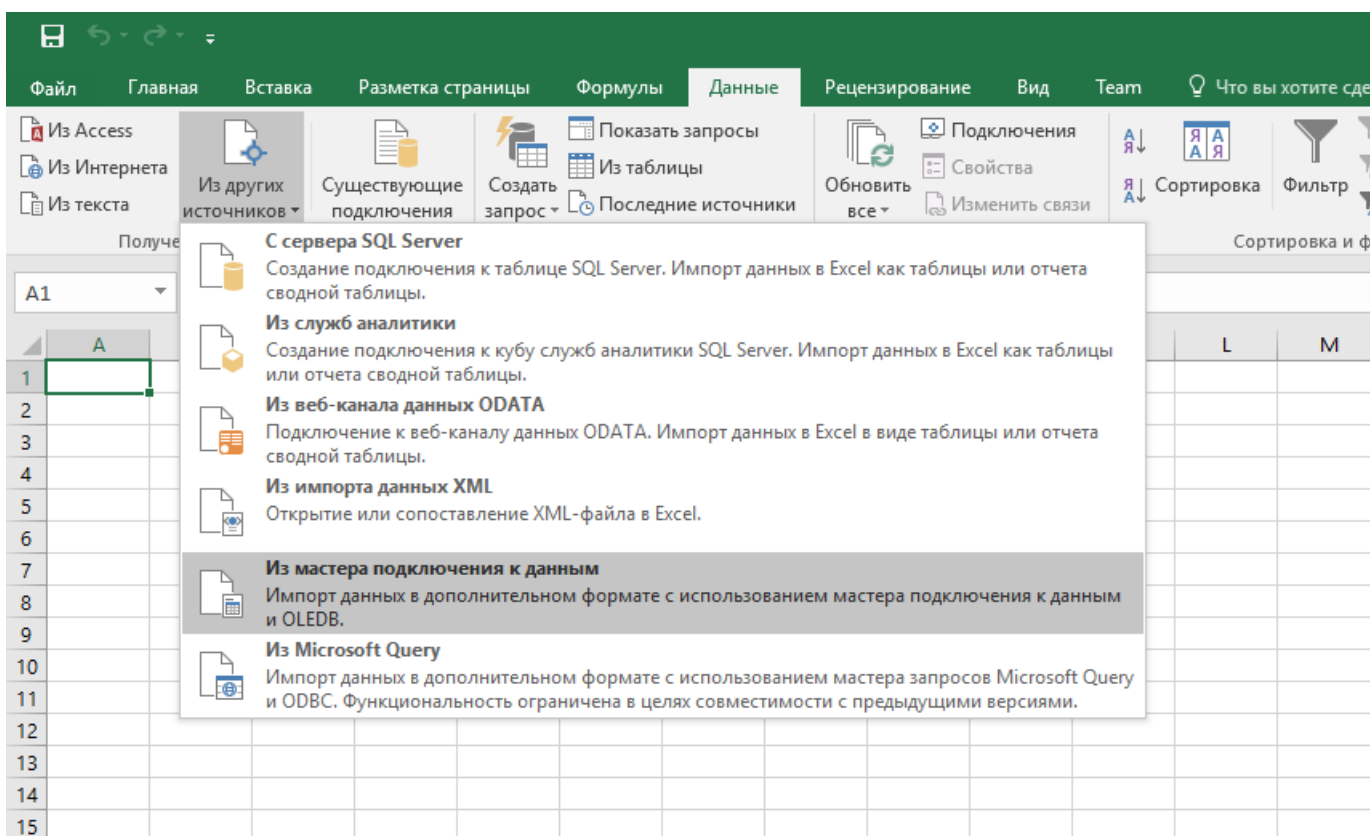 Файл Главная Вставка Разметка страницы Формулы Данные Рецензирование Вид Team Что вы хотите
Из Access
Из Интернета
Из текста
Из других
источников
Существующие
подключения
Создать
запрос
Показать запросы
Из таблицы
Последние источники
Обновить
все
Подключения
Свойства
Изменить связи
А
Я
Я
А
Я А
А Я
Сортировка
Фильтр
Сортировка и
A1
С сервера SQL Server
Создание подключения к таблице SQL Server. Импорт данных в Excel как таблицы или отчета
сводной таблицы.
Из служб аналитики
Создание подключения к кубу служб аналитики SQL Server. Импорт данных в Excel как таблицы
или отчета сводной таблицы.
Из веб-канала данных ODATA
Подключение к веб-каналу данных ODATA. Импорт данных в Excel в виде таблицы или отчета
сводной таблицы.
Из импорта данных XML
Открытие или сопоставление XML-файла в Excel.
Из мастера подключения к данным
Импорт данных в дополнительном формате с использованием мастера подключения к данным
и OLEDB.
Из Microsoft Query
Импорт данных в дополнительном формате с использованием мастера запросов Microsoft Query
и ODBC. Функциональность ограничена в целях совместимости с предыдущими версиями.
A L M
1
2
3
4
5
6
7
8
9
10
11
12
13
14
15